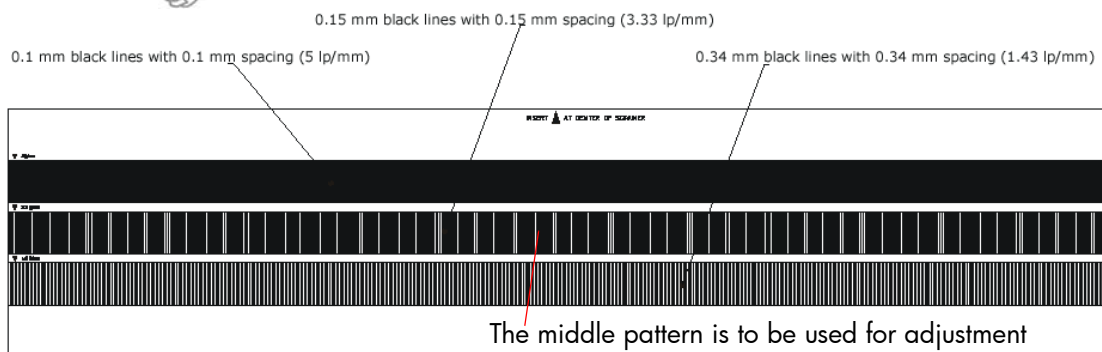 0.15 mm black lines with 0.15 mm spacing (3.33 lp/mm)
0.1 mm black lines with 0.1 mm spacing (5 lp/mm)
0.34 mm black lines with 0.34 mm spacing (1.43 lp/mm)
INSERT ▲ AT CENTER OF SCANNER
The middle pattern is to be used for adjustment